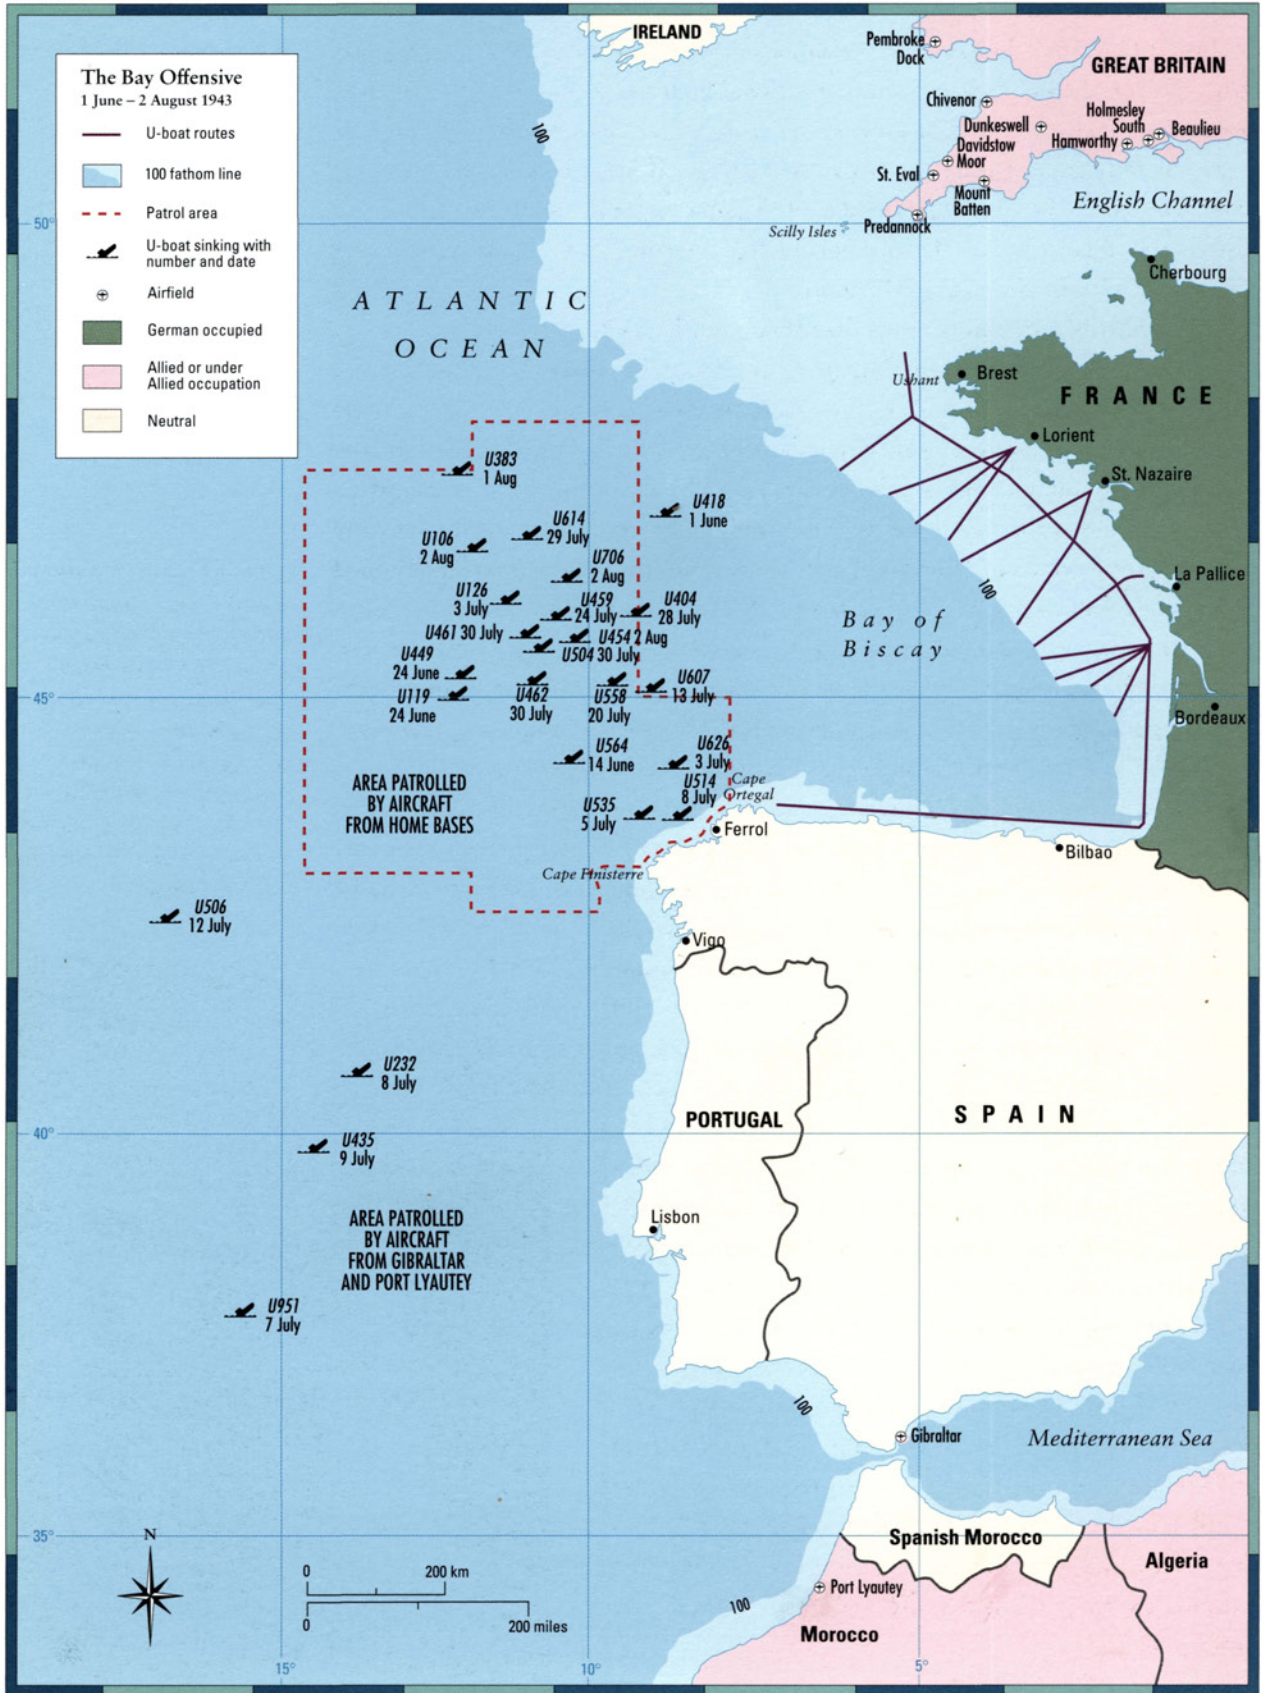 The Bay Offensive
1 June – 2 August 1943
U-boat routes
100 fathom line
Patrol area
U-boat sinking with
number and date
Airfield
German occupied
Allied or under
Allied occupation
Neutral
IRELAND
Pembroke
Dock
GREAT BRITAIN
Chivenor
Holmesley
South
Dunkeswell
Beaulieu
Hamworthy
Davidstow
Moor
St. Eval
Mount
Batten
Predannock
English Channel
Scilly Isles
100
50°
ATLANTIC
OCEAN
Cherbourg
Ushant
Brest
FRANCE
Lorient
St. Nazaire
La Pallice
Bordeaux
100
Bay of
Biscay
U383
1 Aug
U418
1 June
U614
29 July
U106
2 Aug
U706
2 Aug
U126
3 July
U459
24 July
U404
28 July
U461 30 July
U454 2 Aug
U504 30 July
U449
24 June
U607
13 July
U119
24 June
U462
30 July
U558
20 July
45°
U564
14 June
U626
3 July
U514
8 July
Cape
Ortegal
U535
5 July
AREA PATROLLED
BY AIRCRAFT
FROM HOME BASES
Ferrol
Bilbao
Cape Finisterre
U506
12 July
Vigo
U232
8 July
PORTUGAL
SPAIN
40°
U435
9 July
AREA PATROLLED
BY AIRCRAFT
FROM GIBRALTAR
AND PORT LYAUTEY
Lisbon
U951
7 July
100
Gibraltar
Mediterranean Sea
35°
N
Spanish Morocco
Algeria
0
200 km
0
200 miles
Port Lyautey
100
Morocco
15°
10°
5°